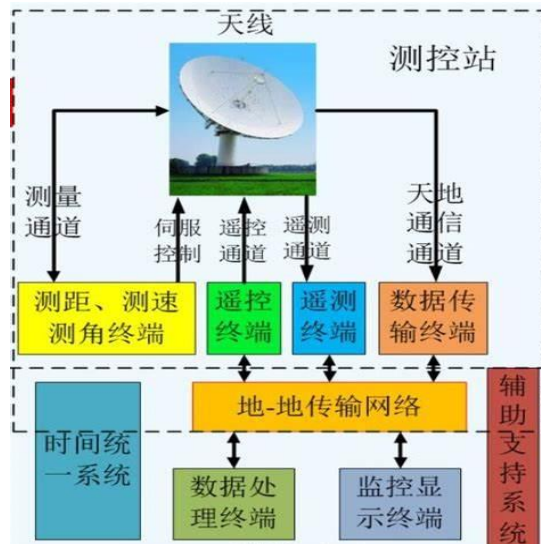 天线
测控站
测量
通道
伺服
控制
遥控
通道
遥测
通道
天地
通信
通道
测距、测速
测角终端
遥控
终端
遥测
终端
数据传
输终端
地-地传输网络
时间统
一系统
辅助支持系统
数据处
理终端
监控显
示终端